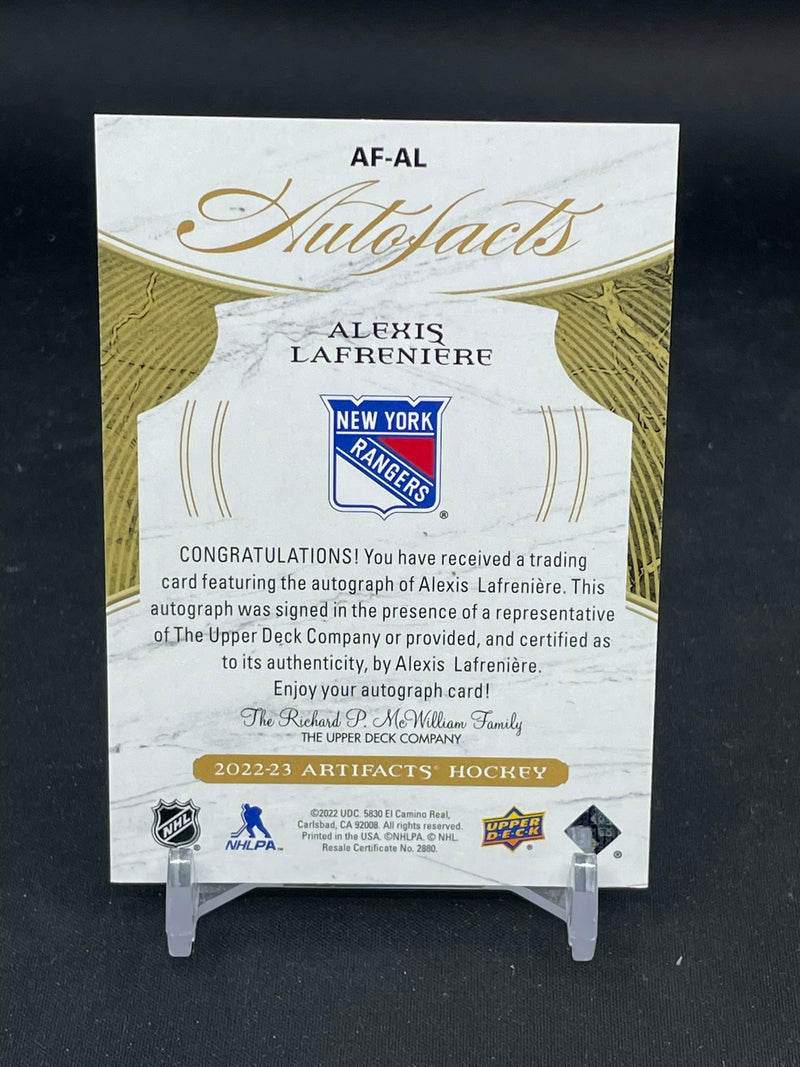 AF-AL
Autofacts
ALEXIS
LAFRENIERE
NEW YORK
RANGERS
®
CONGRATULATIONS! You have received a trading
card featuring the autograph of Alexis Lafrenière. This
autograph was signed in the presence of a representative
of The Upper Deck Company or provided, and certified as
to its authenticity, by Alexis Lafrenière.
Enjoy your autograph card!
The Richard P. McWilliam Family
THE UPPER DECK COMPANY
2022-23 ARTIFACTS® HOCKEY
NHL ®
NHLPA™
©2022 UDC. 5830 El Camino Real,
Carlsbad, CA 92008. All rights reserved.
Printed in the USA. ©NHLPA. © NHL.
Resale Certificate No. 2880.
UPPER
D·E·C·K
®
®